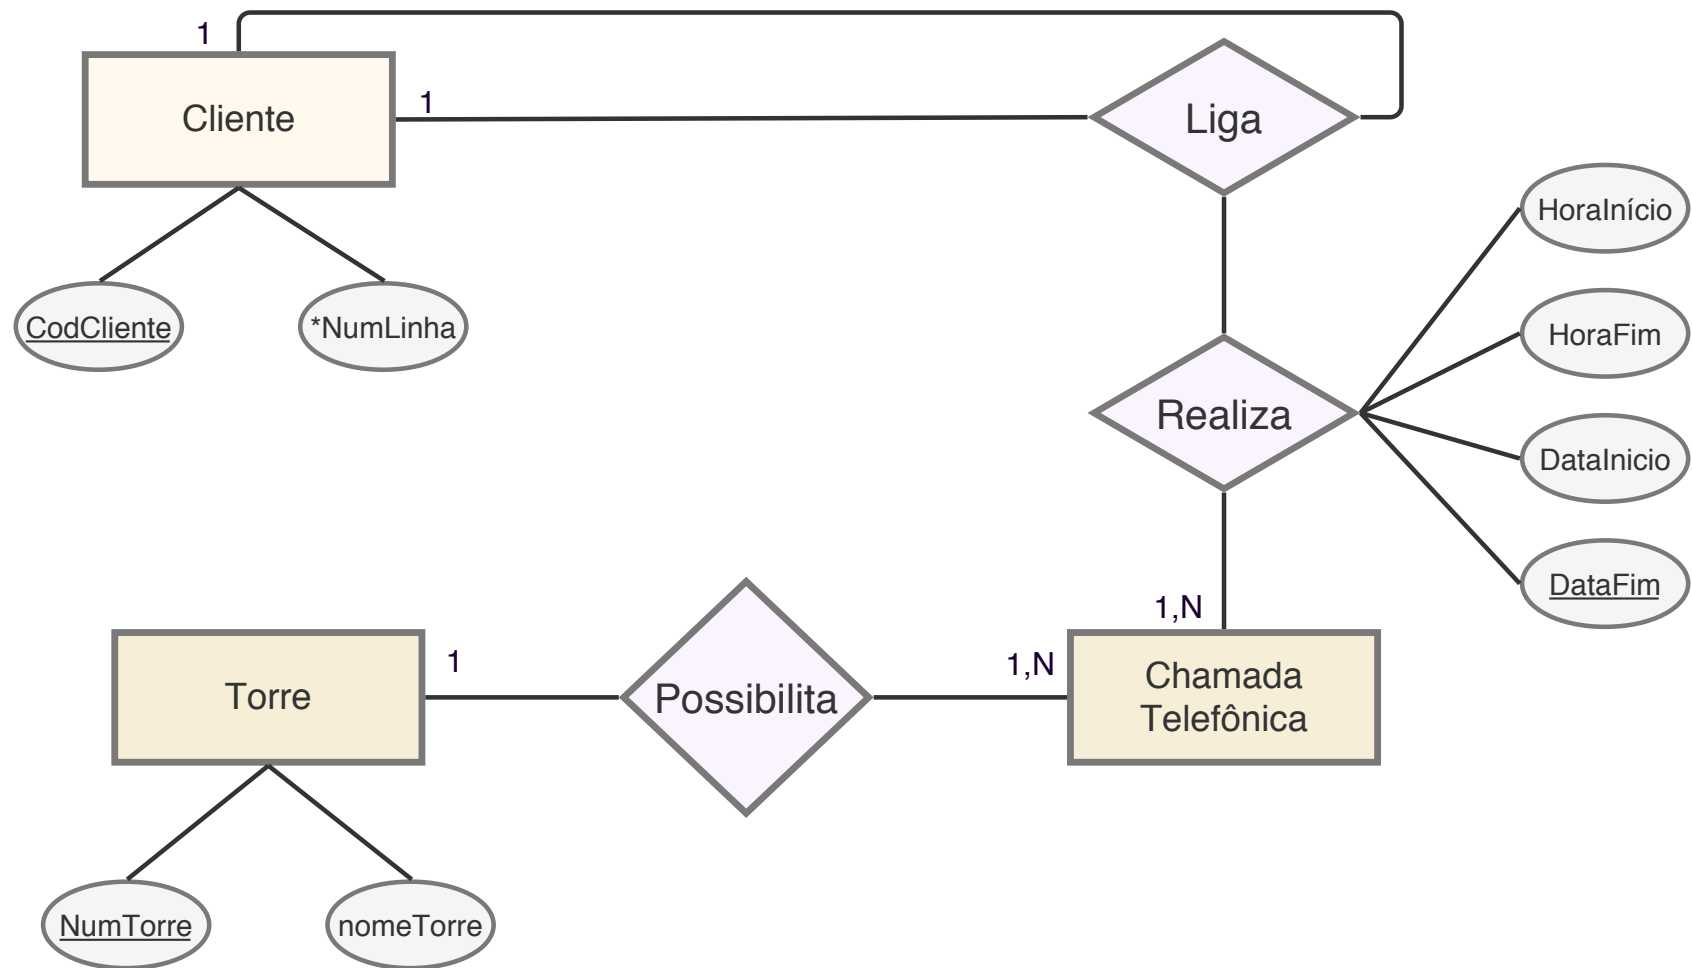 1
Cliente
1
Liga
CodCliente
*NumLinha
HoraInício
HoraFim
Realiza
DataInicio
DataFim
1,N
Torre
1
Possibilita
1,N
Chamada
Telefônica
NumTorre
nomeTorre